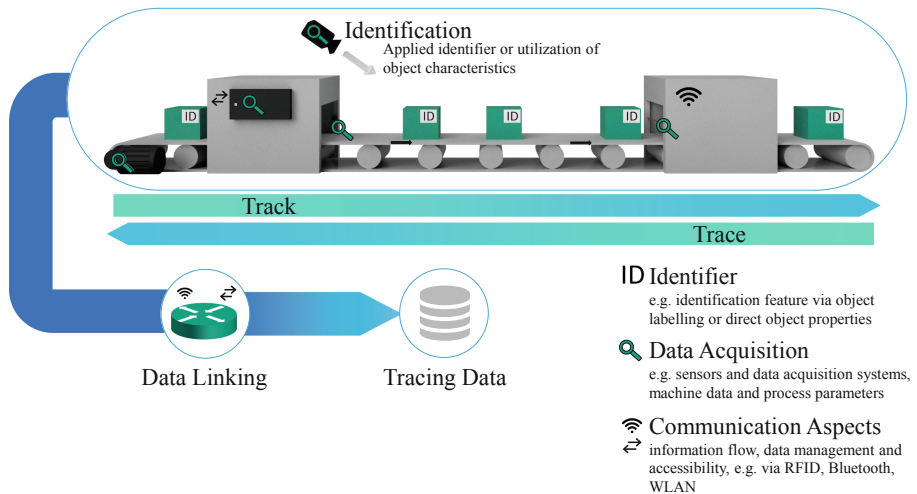 Identification
Applied identifier or utilization of
object characteristics
ID
ID
ID
ID
ID
Track
Trace
Data Linking
Tracing Data
ID Identifier
e.g. identification feature via object
labelling or direct object properties
Data Acquisition
e.g. sensors and data acquisition systems,
machine data and process parameters
Communication Aspects
information flow, data management and
accessibility, e.g. via RFID, Bluetooth,
WLAN